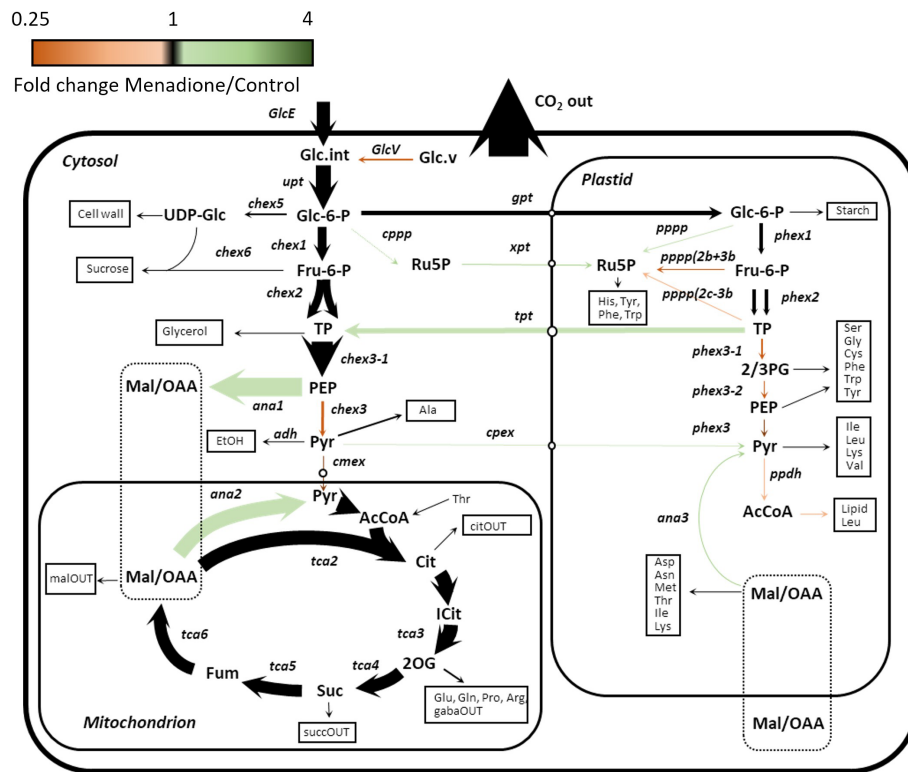 0.25 1 4
Fold change Menadione/Control
CO2 out
GlcE
Cytosol
Glc.int
GlcV
Glc.v
upt
Plastid
gpt
Cell wall
UDP-Glc
chex5
Glc-6-P
Glc-6-P
Starch
cppp
pppp
phex1
chex1
xpt
chex6
Sucrose
Fru-6-P
Ru5P
Ru5P
pppp(2b+3b
Fru-6-P
chex2
pppp(2c-3b
phex2
His, Tyr,
Phe, Trp
Glycerol
TP
tpt
TP
Ser
Gly
Cys
Phe
Trp
Tyr
chex3-1
phex3-1
2/3PG
Mal/OAA
PEP
phex3-2
ana1
chex3
Ala
PEP
EtOH
adh
Pyr
cpex
phex3
Pyr
Ile
Leu
Lys
Val
cmex
ppdh
ana2
Pyr
Thr
AcCoA
ana3
AcCoA
Lipid
Leu
citOUT
tca2
Cit
malOUT
Mal/OAA
Asp
Asn
Met
Thr
Ile
Lys
Mal/OAA
ICit
tca3
tca6
2OG
tca5
tca4
Fum
Suc
Glu, Gln, Pro, Arg,
gabaOUT
Mitochondrion
succOUT
Mal/OAA